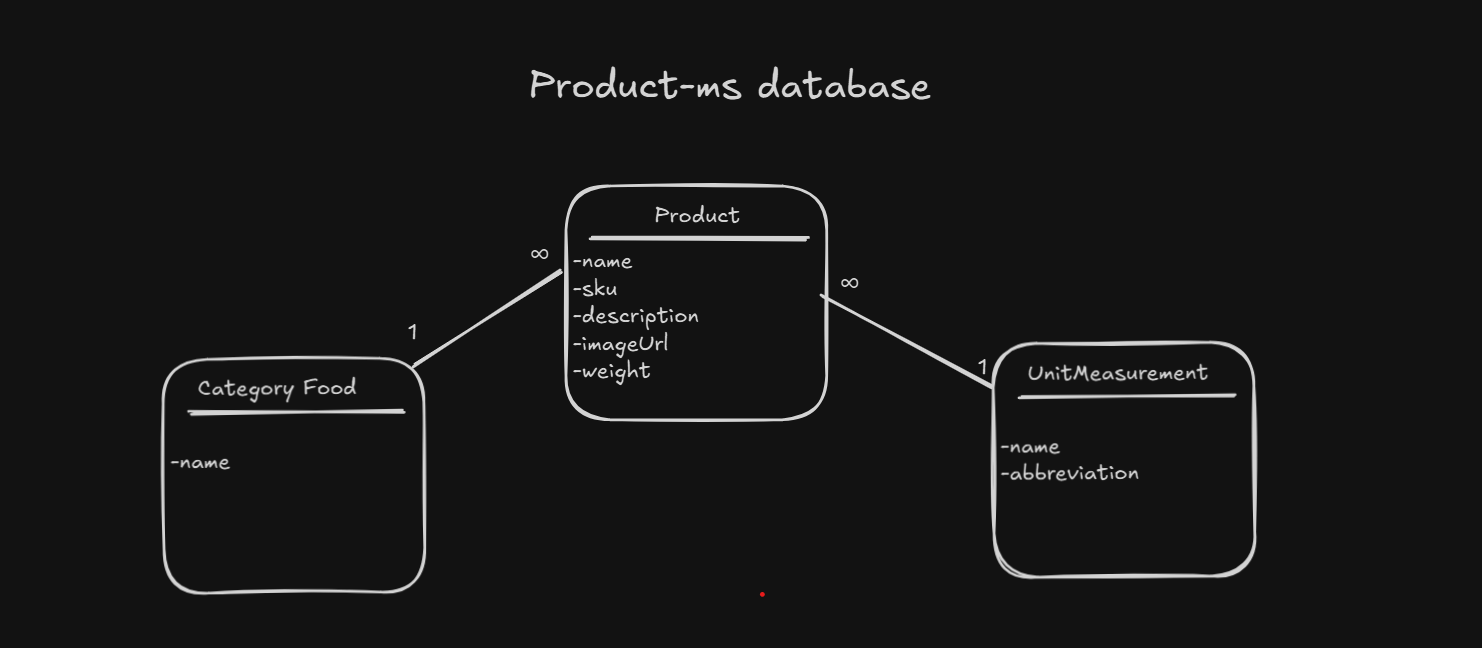 Product-ms database
Product
-name
-sku
-description
-imageUrl
-weight
∞
1
Category Food
-name
∞
1
UnitMeasurement
-name
-abbreviation